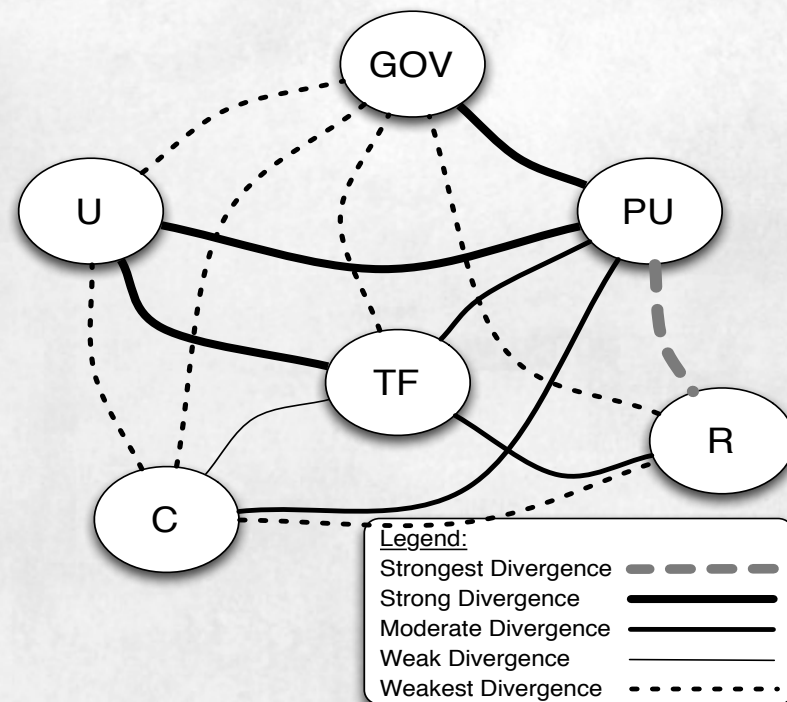 GOV
U
PU
TF
R
C
Legend:
Strongest Divergence
Strong Divergence
Moderate Divergence
Weak Divergence
Weakest Divergence